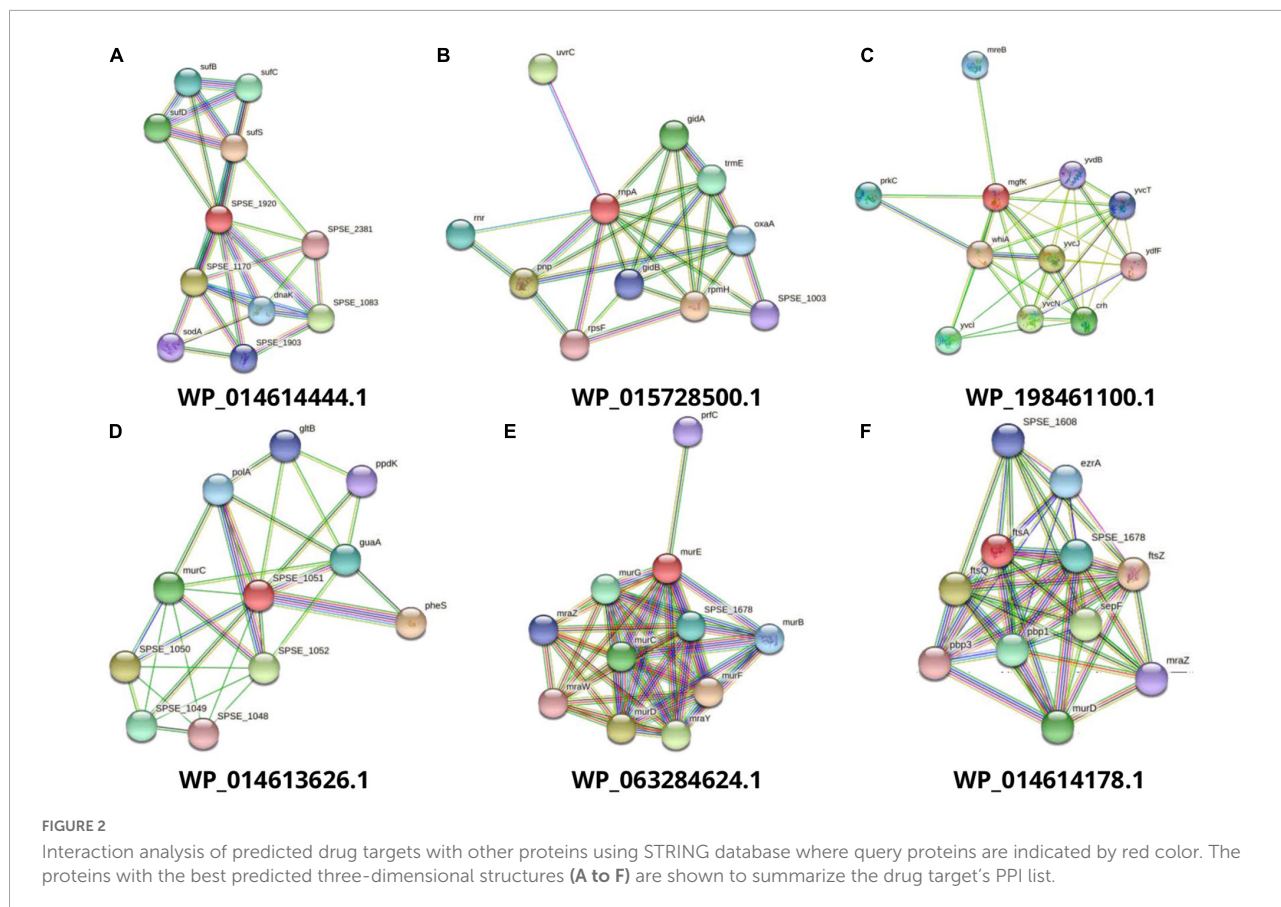 A
sufB
sufC
sufD
sufS
SPSE_1920
SPSE_2381
SPSE_1170
dnaK
SPSE_1083
sodA
SPSE_1903
WP_014614444.1
B
uvrC
gidA
trmE
rnpA
rnr
oxaA
pnp
gidB
rpmH
SPSE_1003
rpsF
WP_015728500.1
C
mreB
yvdB
prkC
mgfK
yvcT
whiA
yvcJ
ydfF
yvcN
crh
yvcI
WP_198461100.1
D
gltB
polA
ppdK
guaA
murC
SPSE_1051
pheS
SPSE_1050
SPSE_1052
SPSE_1049
SPSE_1048
WP_014613626.1
E
prfC
murE
murG
mraZ
SPSE_1678
murB
murC
mraW
murF
murD
mraY
WP_063284624.1
F
SPSE_1608
ezrA
ftsA
SPSE_1678
ftsZ
ftsQ
sepF
pbp3
pbp1
mraZ
murD
WP_014614178.1
FIGURE 2
Interaction analysis of predicted drug targets with other proteins using STRING database where query proteins are indicated by red color. The
proteins with the best predicted three-dimensional structures (A to F) are shown to summarize the drug target's PPI list.